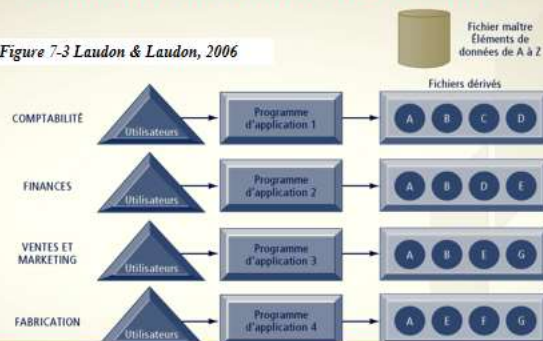 Figure 7-3 Laudon & Laudon, 2006
Fichier maître
Éléments de
données de A à Z
Fichiers dérivés
COMPTABILITÉ
Utilisateurs
Programme
d'application 1
A B C D
FINANCES
Utilisateurs
Programme
d'application 2
A B D E
VENTES ET
MARKETING
Utilisateurs
Programme
d'application 3
A B E G
FABRICATION
Utilisateurs
Programme
d'application 4
A E F G